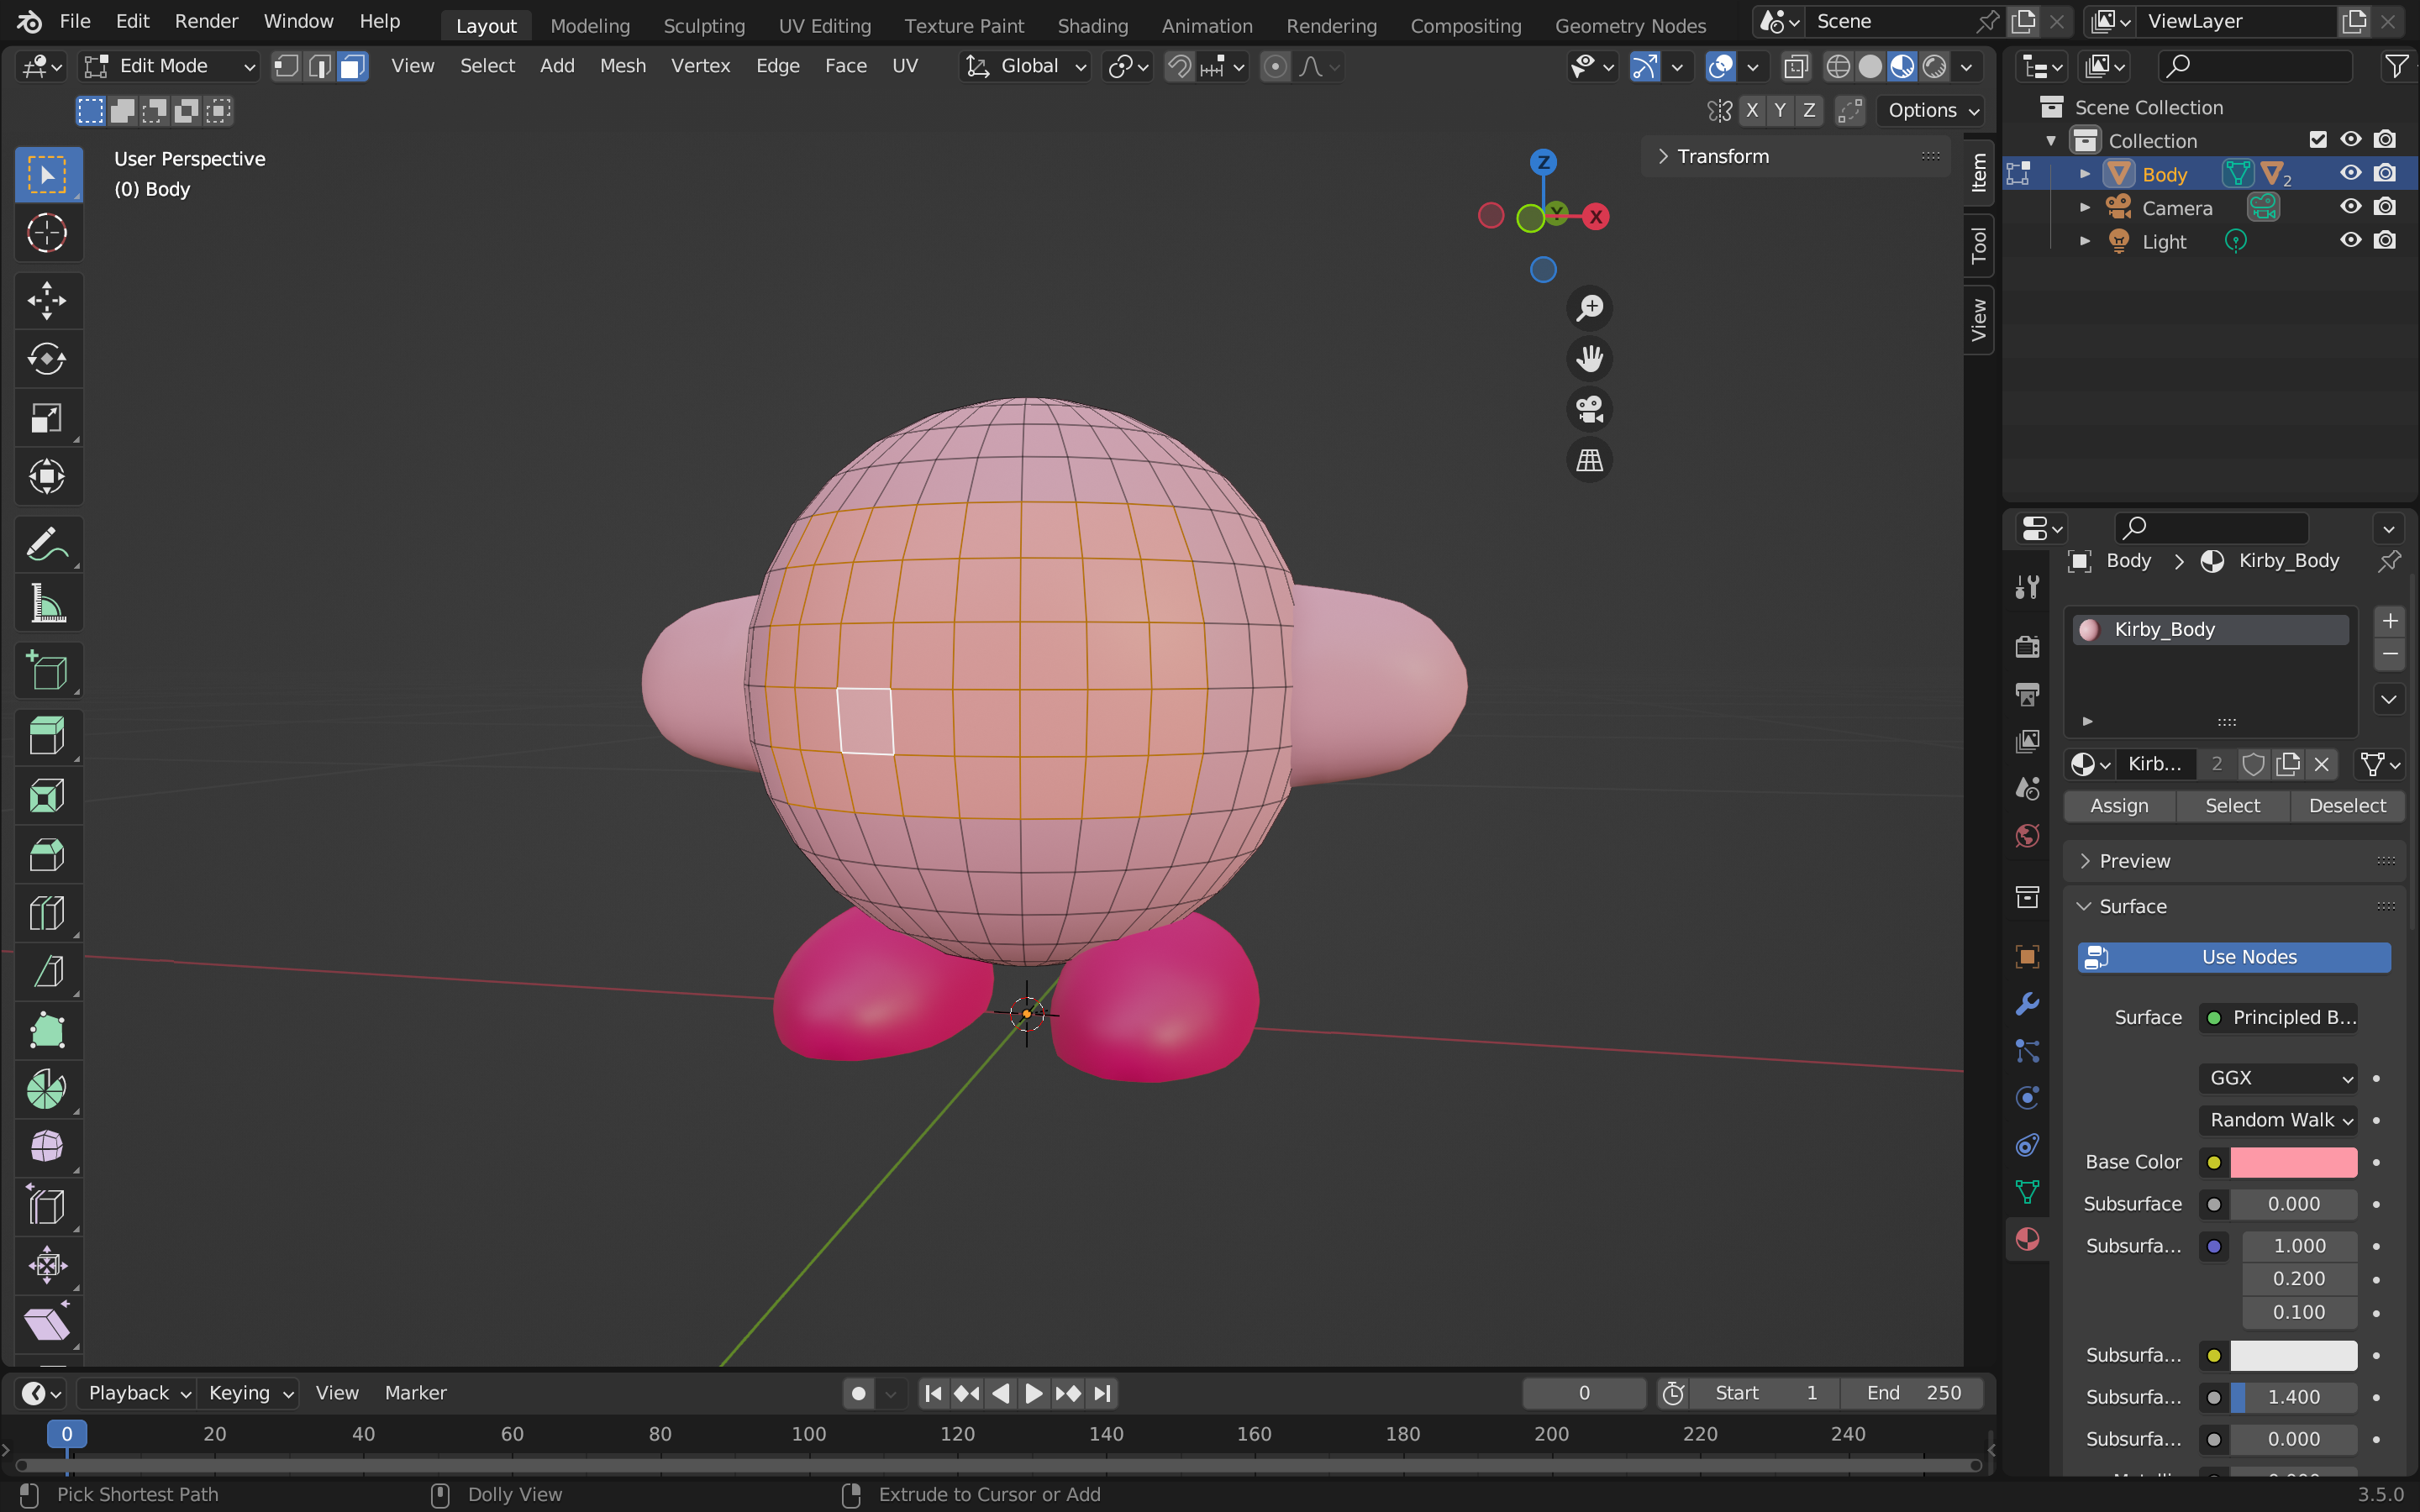 File Edit Render Window Help Layout Modeling Sculpting UV Editing Texture Paint Shading Animation Rendering Compositing Geometry Nodes Scene ViewLayer
Edit Mode View Select Add Mesh Vertex Edge Face UV Global
X Y Z Options
User Perspective
(0) Body
Z
Y
X
Transform
Item
Tool
View
Scene Collection
Collection
Body 2
Camera
Light
Body Kirby_Body
Kirby_Body
Kirb... 2
Assign Select Deselect
Preview
Surface
Use Nodes
Surface Principled B...
GGX
Random Walk
Base Color
Subsurface 0.000
Subsurfa... 1.000
0.200
0.100
Subsurfa...
Subsurfa... 1.400
Subsurfa... 0.000
Playback Keying View Marker 0 Start 1 End 250
0 20 40 60 80 100 120 140 160 180 200 220 240
Pick Shortest Path Dolly View Extrude to Cursor or Add 3.5.0